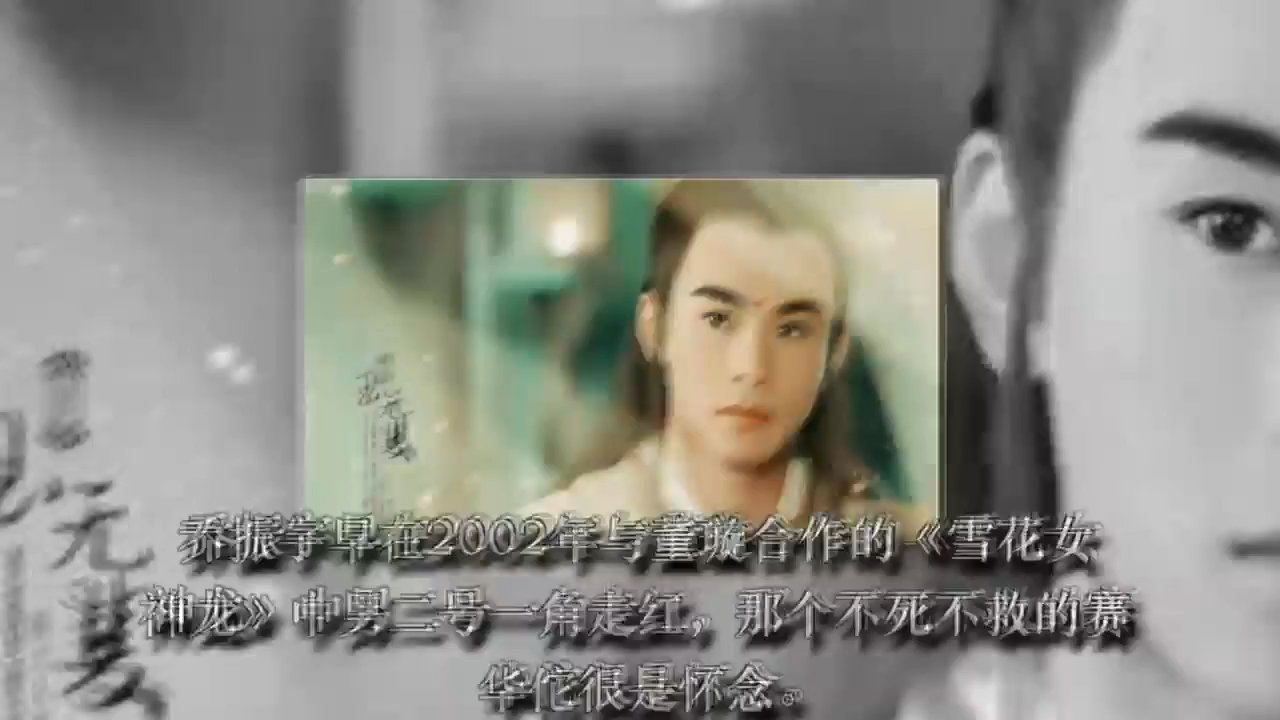 乔振宇早在2002年与董璇合作的《雪花女
神龙》中男二号一角走红，那个不死不救的赛
华佗很是怀念。